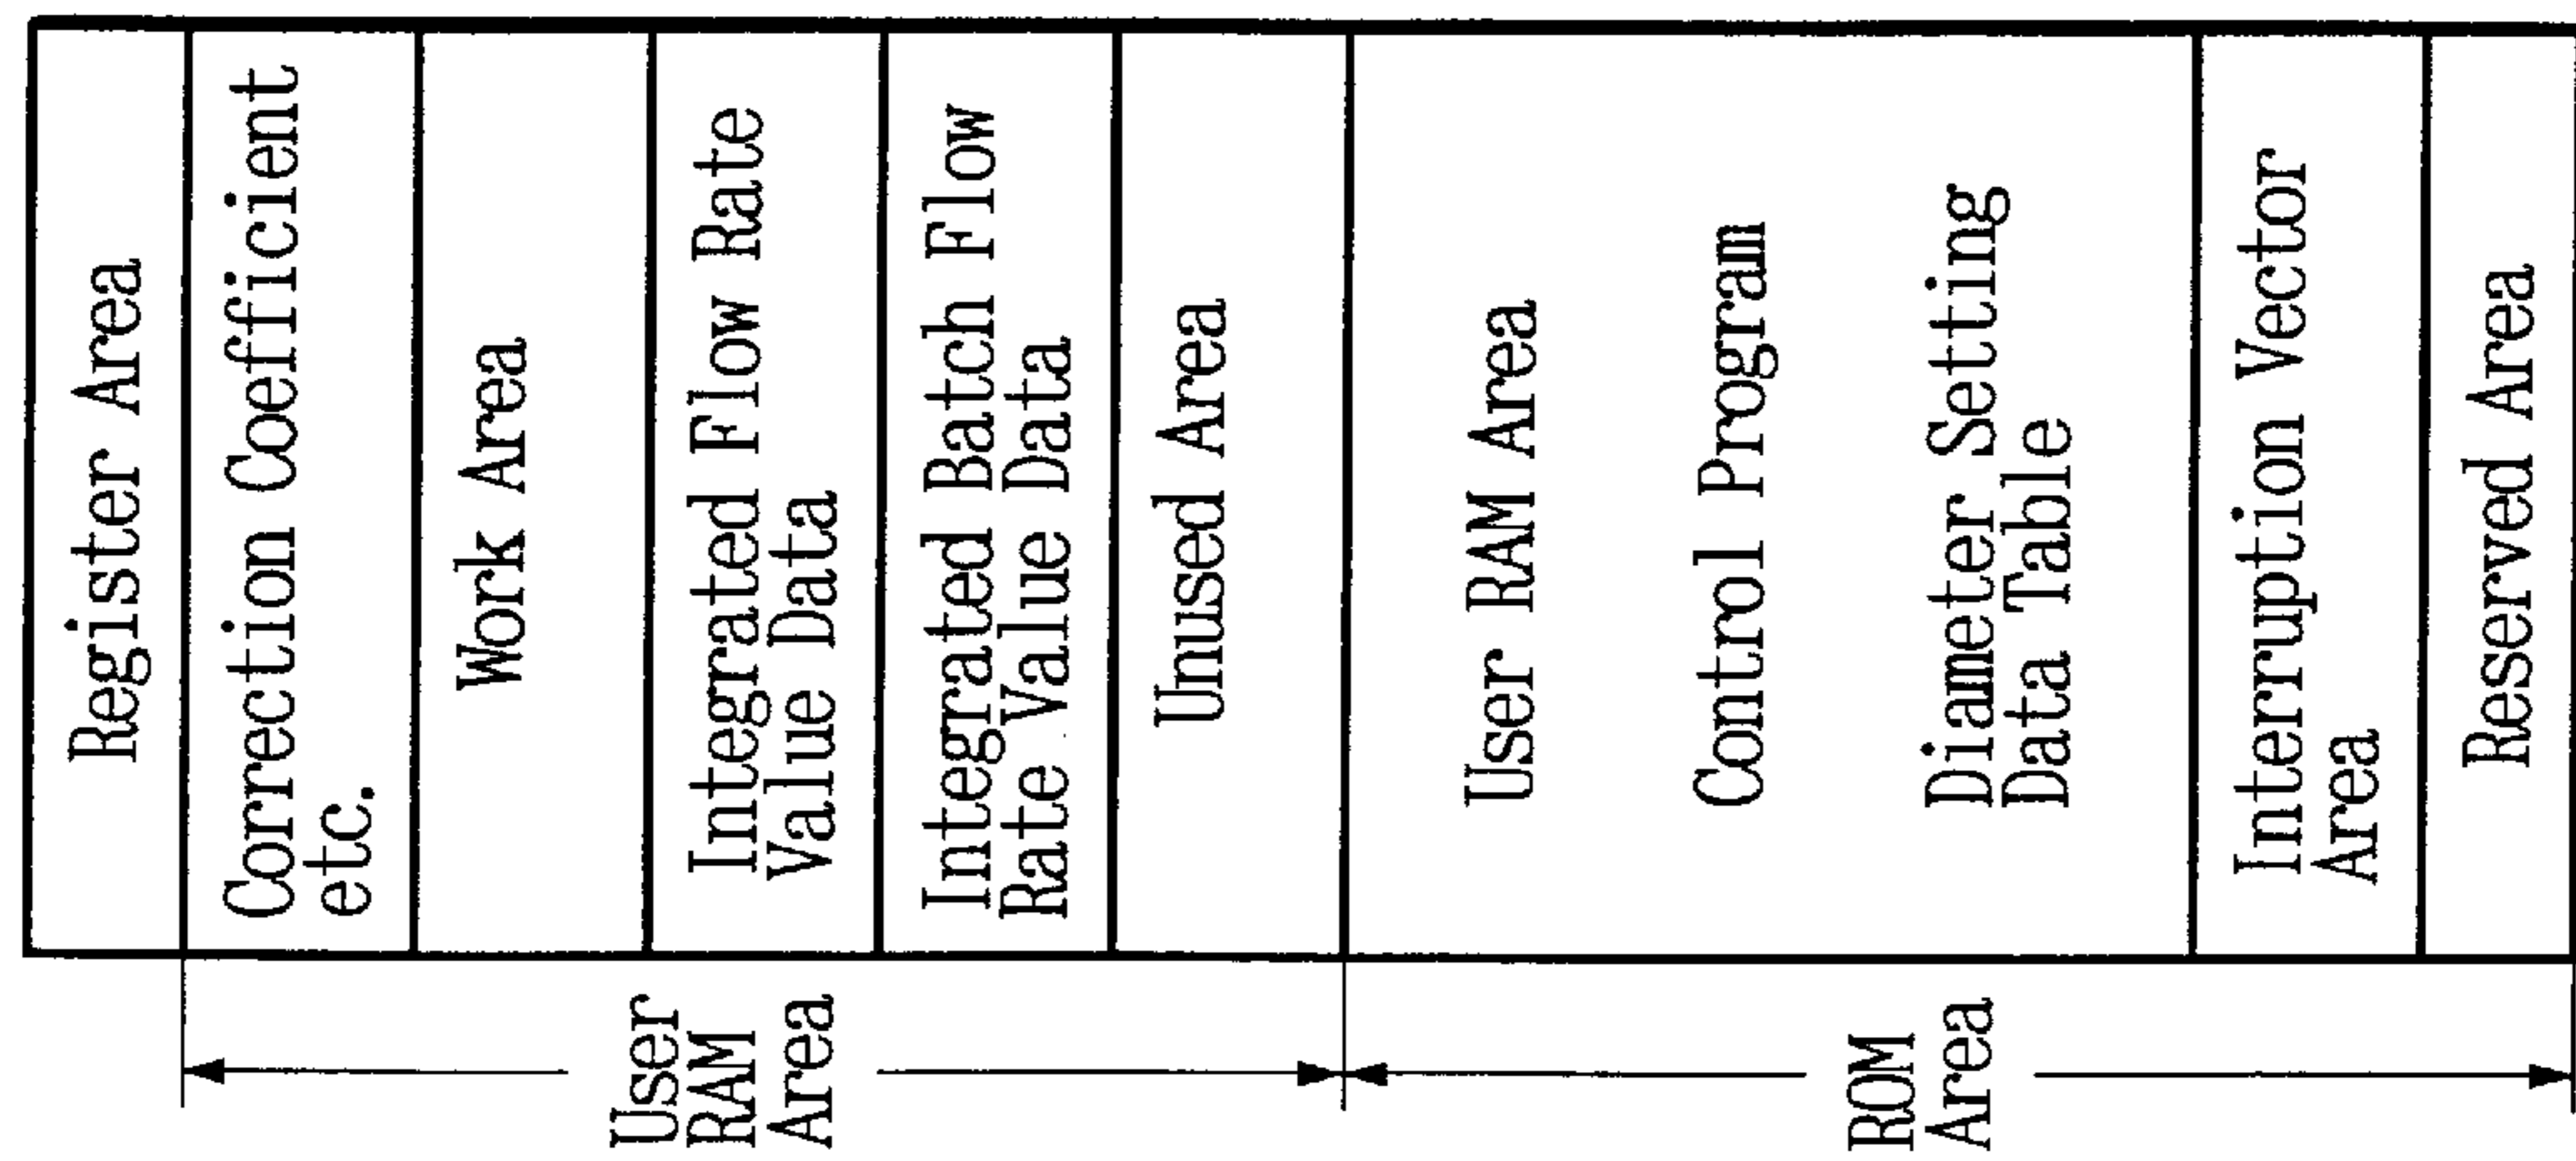 Register Area
Correction Coefficient
etc.
Work Area
Integrated Flow Rate
Value Data
Integrated Batch Flow
Rate Value Data
Unused Area
User RAM Area
Control Program
Diameter Setting
Data Table
Interruption Vector
Area
Reserved Area
User
RAM
Area
ROM
Area